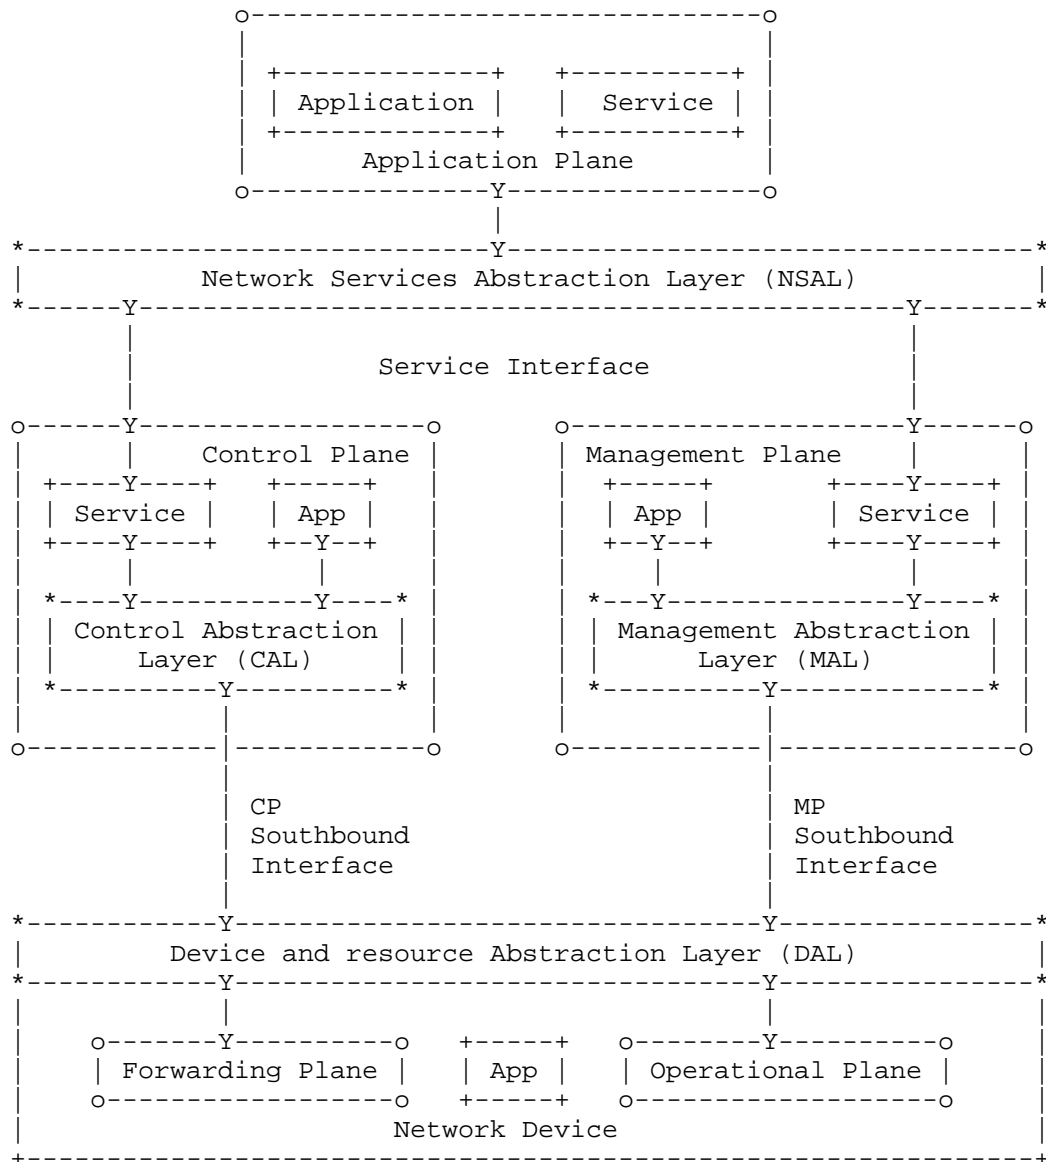 Application Service
Application Plane
Network Services Abstraction Layer (NSAL)
Service Interface
Control Plane Management Plane
Service App App Service
Control Abstraction Management Abstraction
Layer (CAL) Layer (MAL)
CP MP
Southbound Southbound
Interface Interface
Device and resource Abstraction Layer (DAL)
Forwarding Plane App Operational Plane
Network Device